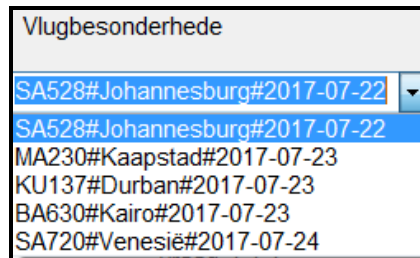 Vlugbesonderhede
SA528#Johannesburg#2017-07-22
SA528#Johannesburg#2017-07-22
MA230#Kaapstad#2017-07-23
KU137#Durban#2017-07-23
BA630#Kairo#2017-07-23
SA720#Venesië#2017-07-24